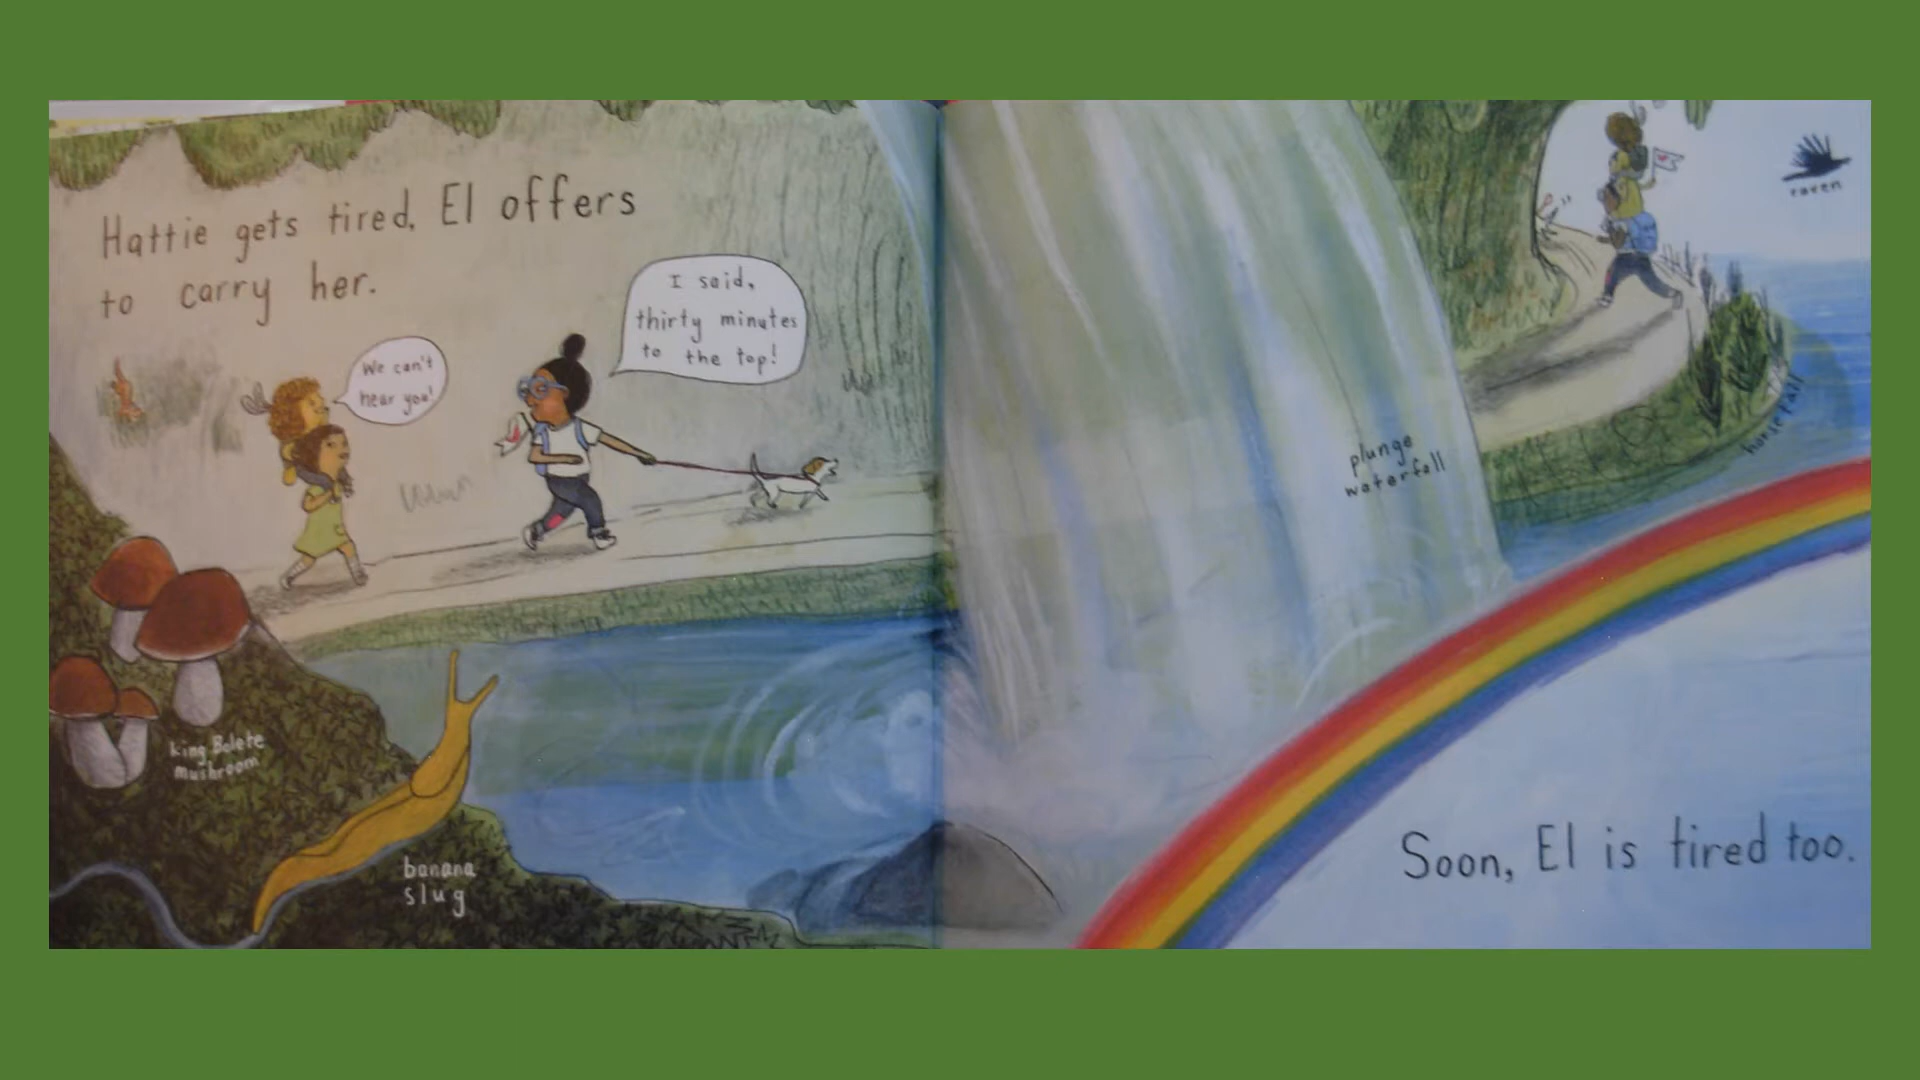 Hattie gets tired, El offers
to carry her.
I said,
thirty minutes
to the top!
We can't
hear you!
king Bolete
mushroom
banana
slug
raven
plunge
waterfall
horsetail
Soon, El is tired too.